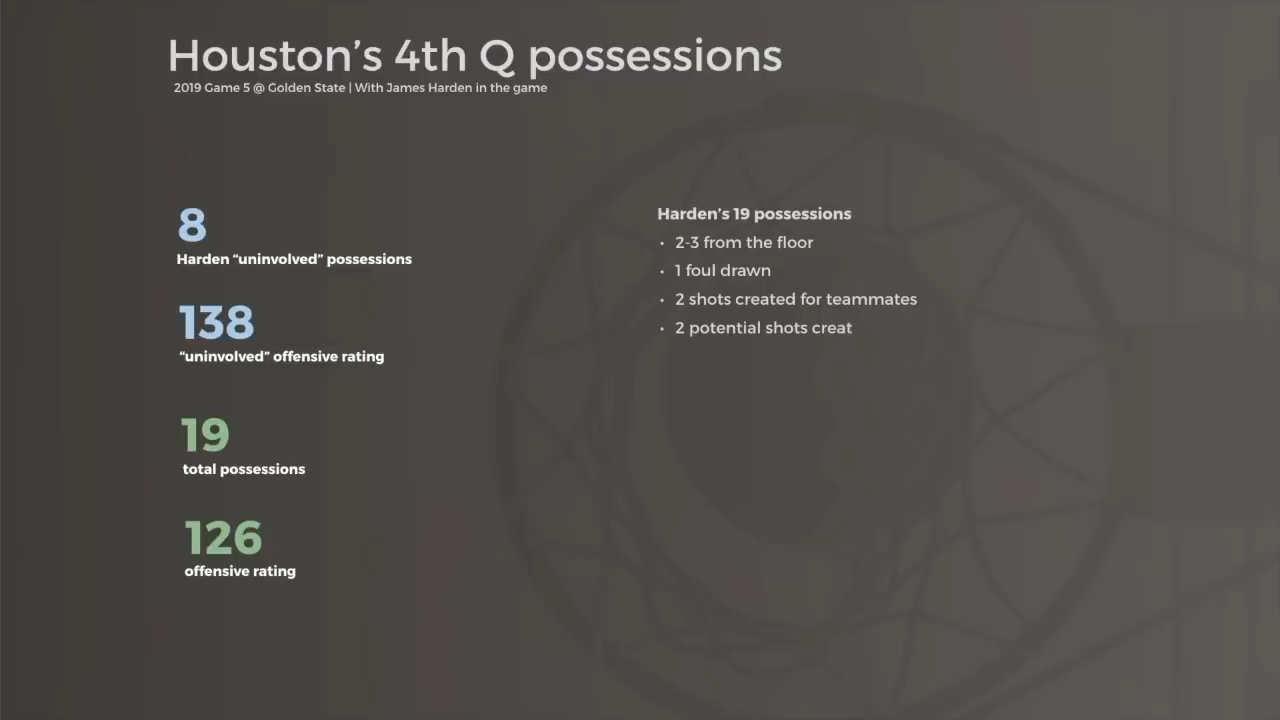 Houston’s 4th Q possessions
2019 Game 5 @ Golden State | With James Harden in the game
8
Harden “uninvolved” possessions
138
“uninvolved” offensive rating
19
total possessions
126
offensive rating
Harden’s 19 possessions
• 2-3 from the floor
• 1 foul drawn
• 2 shots created for teammates
• 2 potential shots creat